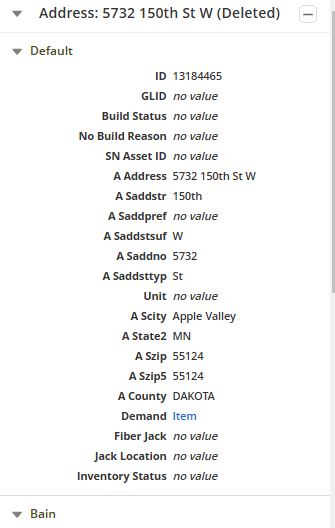 Address: 5732 150th St W (Deleted)
Default
ID 13184465
GLID no value
Build Status no value
No Build Reason no value
SN Asset ID no value
A Address 5732 150th St W
A Saddstr 150th
A Saddpref no value
A Saddstsuf W
A Saddno 5732
A Saddsttyp St
Unit no value
A Scity Apple Valley
A State2 MN
A Szip 55124
A Szip5 55124
A County DAKOTA
Demand Item
Fiber Jack no value
Jack Location no value
Inventory Status no value
Bain